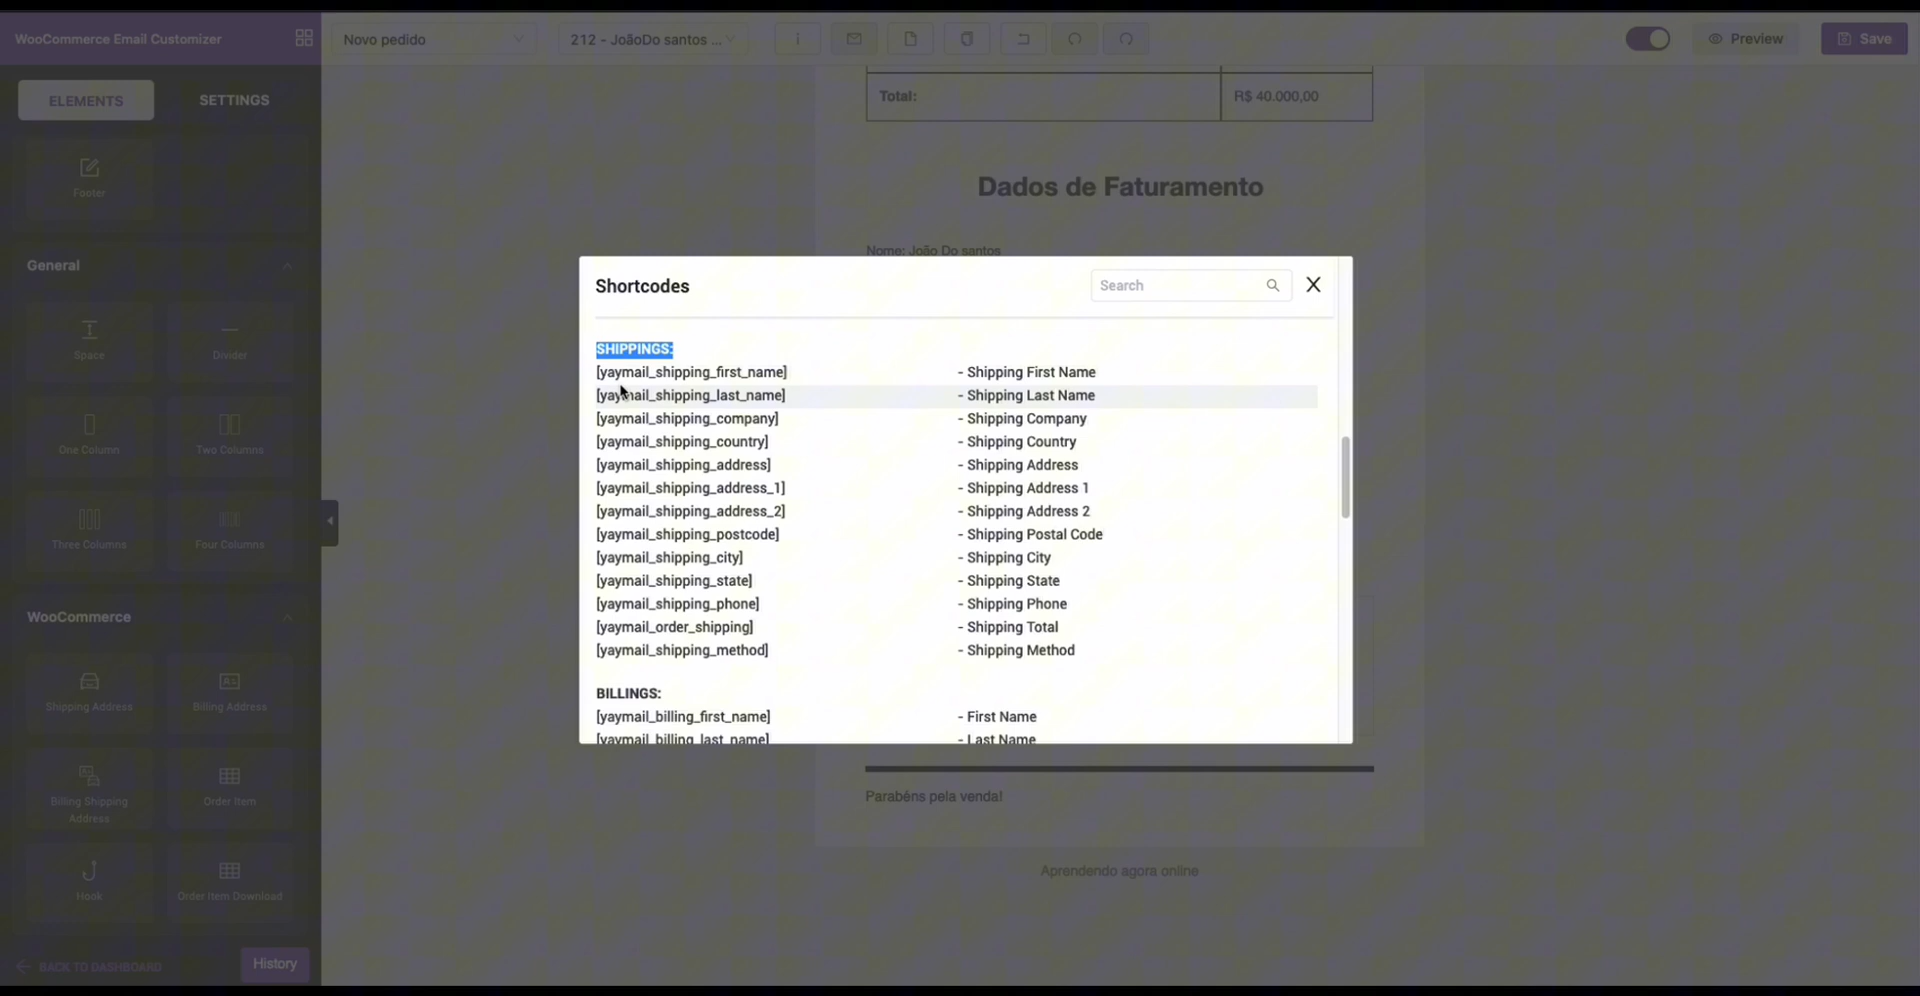 WooCommerce Email Customizer
Novo pedido
212 - JoãoDo santos ...
Preview
Save
ELEMENTS
SETTINGS
Footer
General
Space
Divider
One Column
Two Columns
Three Columns
Four Columns
WooCommerce
Shipping Address
Billing Address
Billing Shipping
Address
Order Item
Hook
Order Item Download
BACK TO DASHBOARD
History
Total:
R$ 40.000,00
Dados de Faturamento
Nome: João Do santos
Shortcodes
Search
X
SHIPPINGS:
[yaymail_shipping_first_name] - Shipping First Name
[yaymail_shipping_last_name] - Shipping Last Name
[yaymail_shipping_company] - Shipping Company
[yaymail_shipping_country] - Shipping Country
[yaymail_shipping_address] - Shipping Address
[yaymail_shipping_address_1] - Shipping Address 1
[yaymail_shipping_address_2] - Shipping Address 2
[yaymail_shipping_postcode] - Shipping Postal Code
[yaymail_shipping_city] - Shipping City
[yaymail_shipping_state] - Shipping State
[yaymail_shipping_phone] - Shipping Phone
[yaymail_order_shipping] - Shipping Total
[yaymail_shipping_method] - Shipping Method
BILLINGS:
[yaymail_billing_first_name] - First Name
[yaymail_billing_last_name] - Last Name
Parabéns pela venda!
Aprendendo agora online